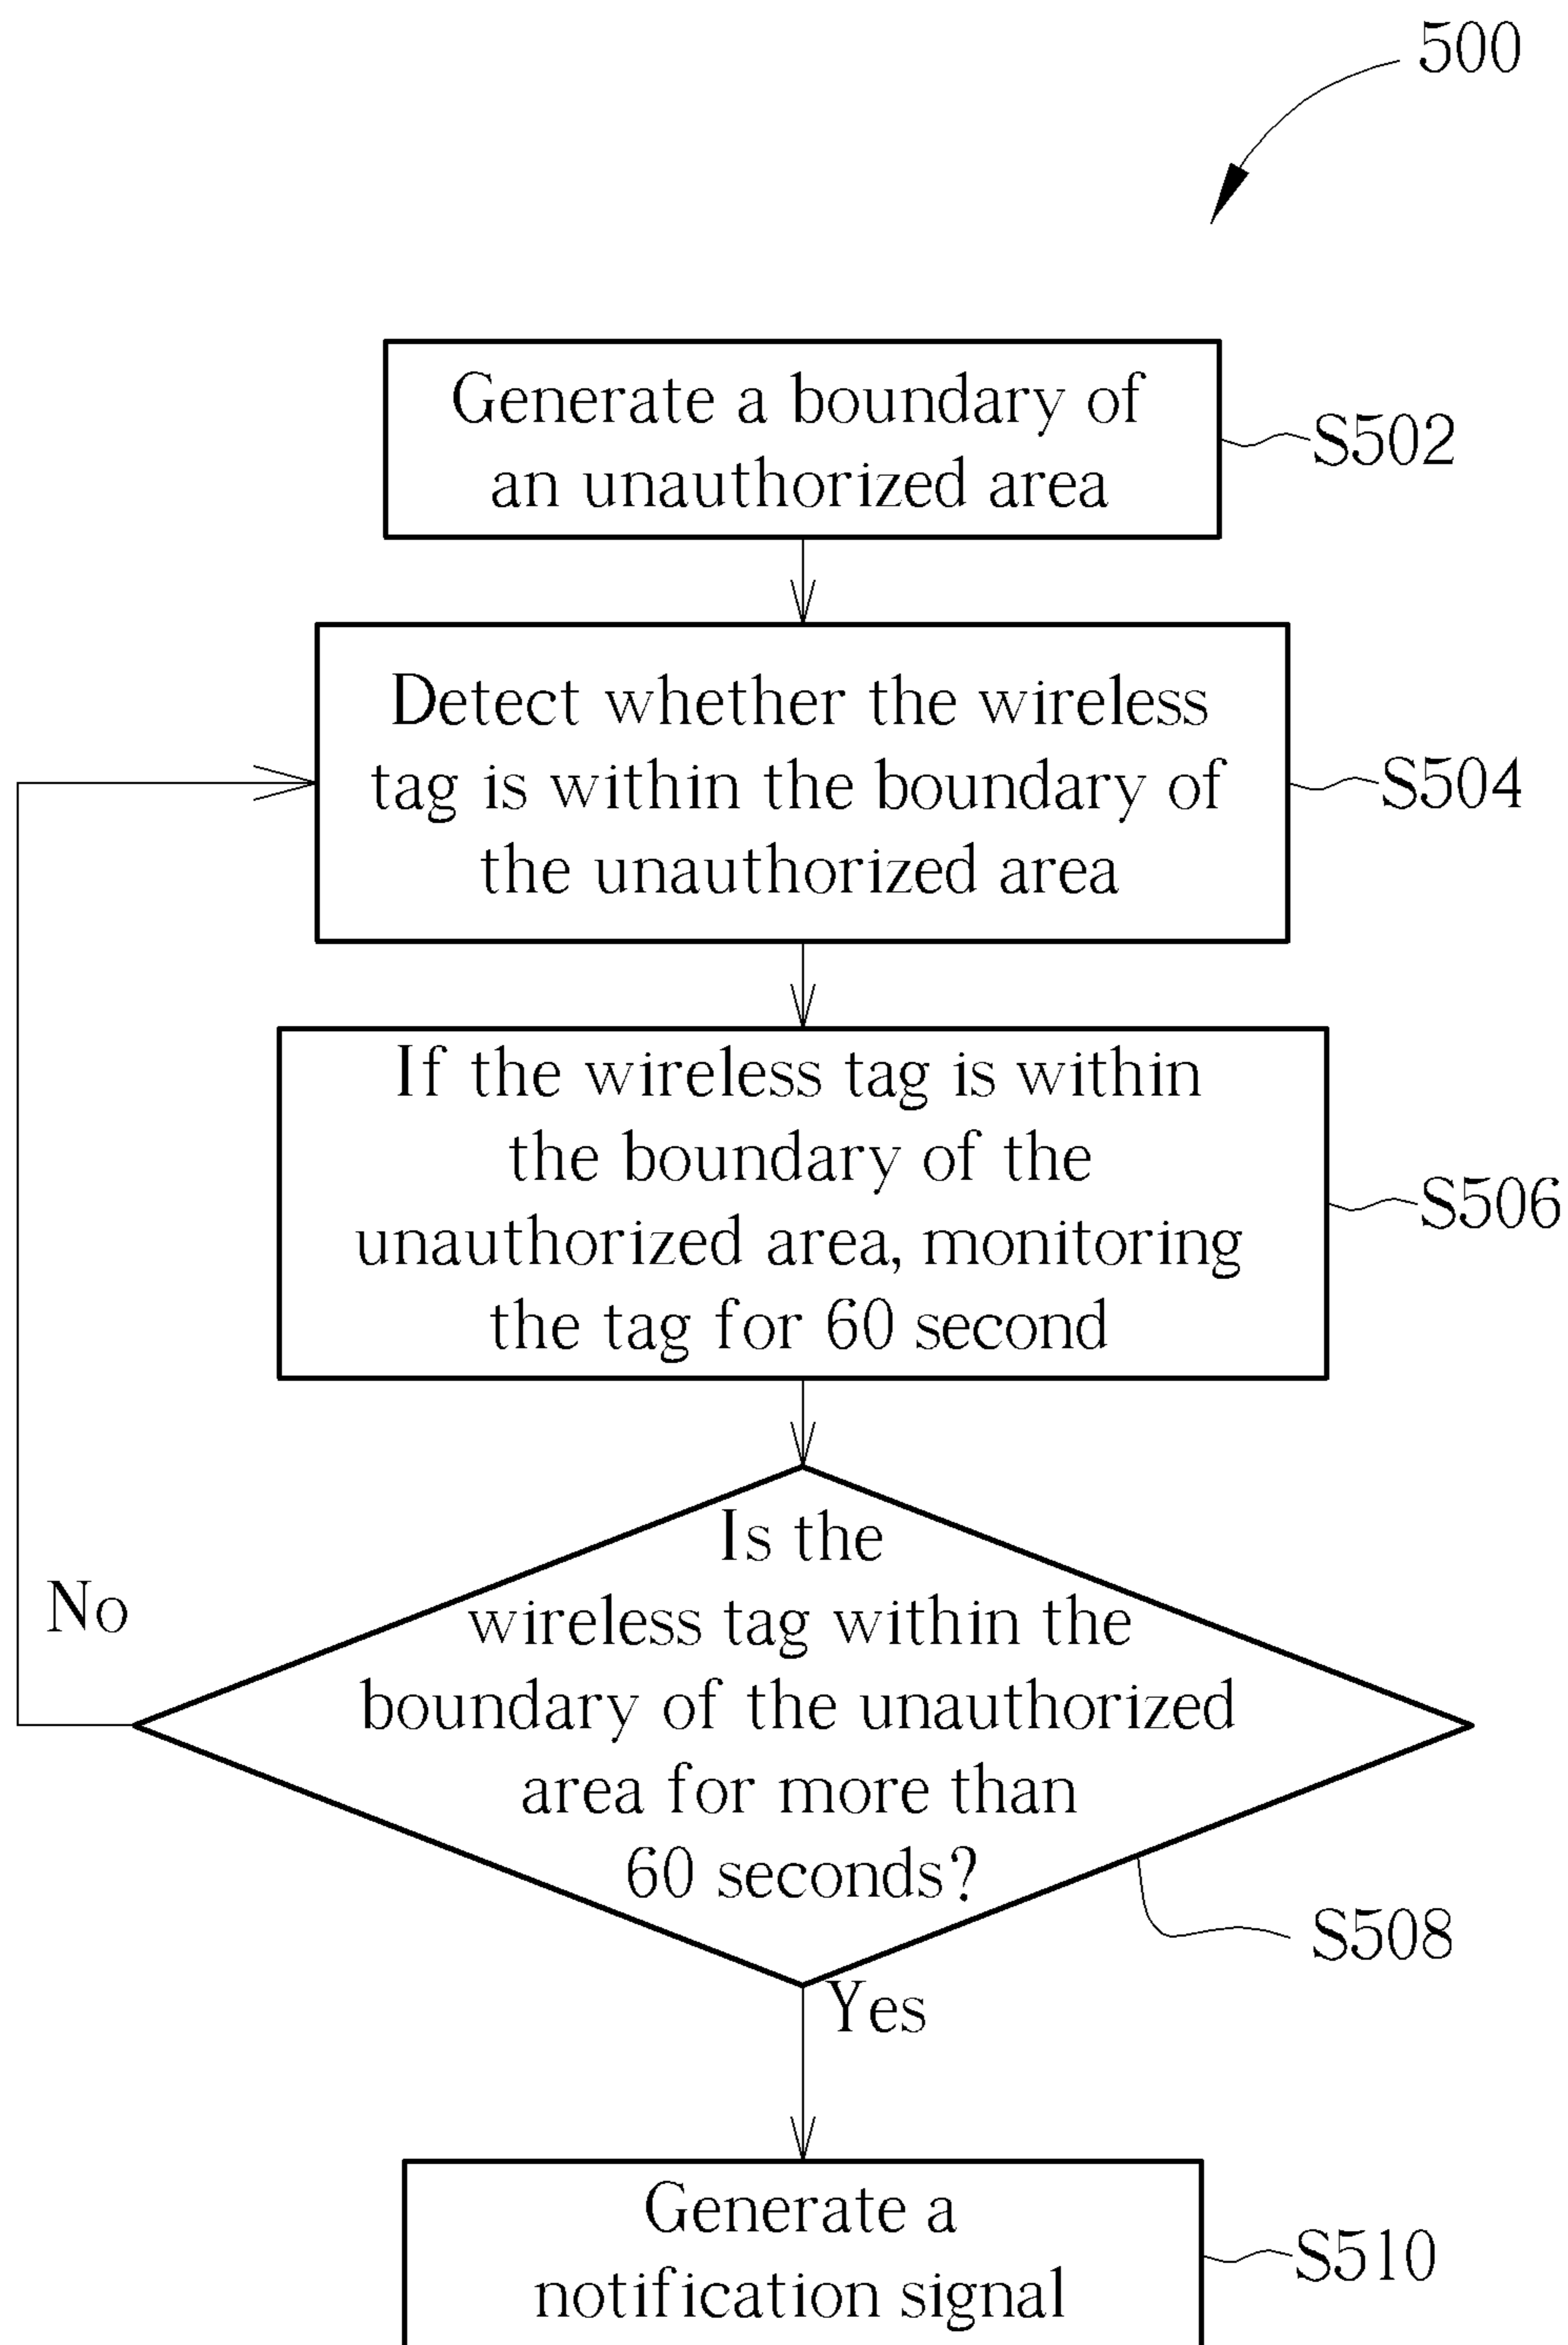 500
Generate a boundary of
an unauthorized area
S502
Detect whether the wireless
tag is within the boundary of
the unauthorized area
S504
If the wireless tag is within
the boundary of the
unauthorized area, monitoring
the tag for 60 second
S506
Is the
wireless tag within the
boundary of the unauthorized
area for more than
60 seconds?
No
S508
Yes
Generate a
notification signal
S510